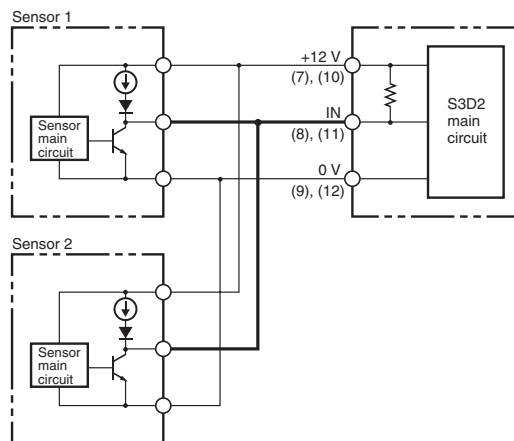 Sensor 1
+12 V
(7), (10)
Sensor
main
circuit
IN
(8), (11)
S3D2
main
circuit
0 V
(9), (12)
Sensor 2
Sensor
main
circuit